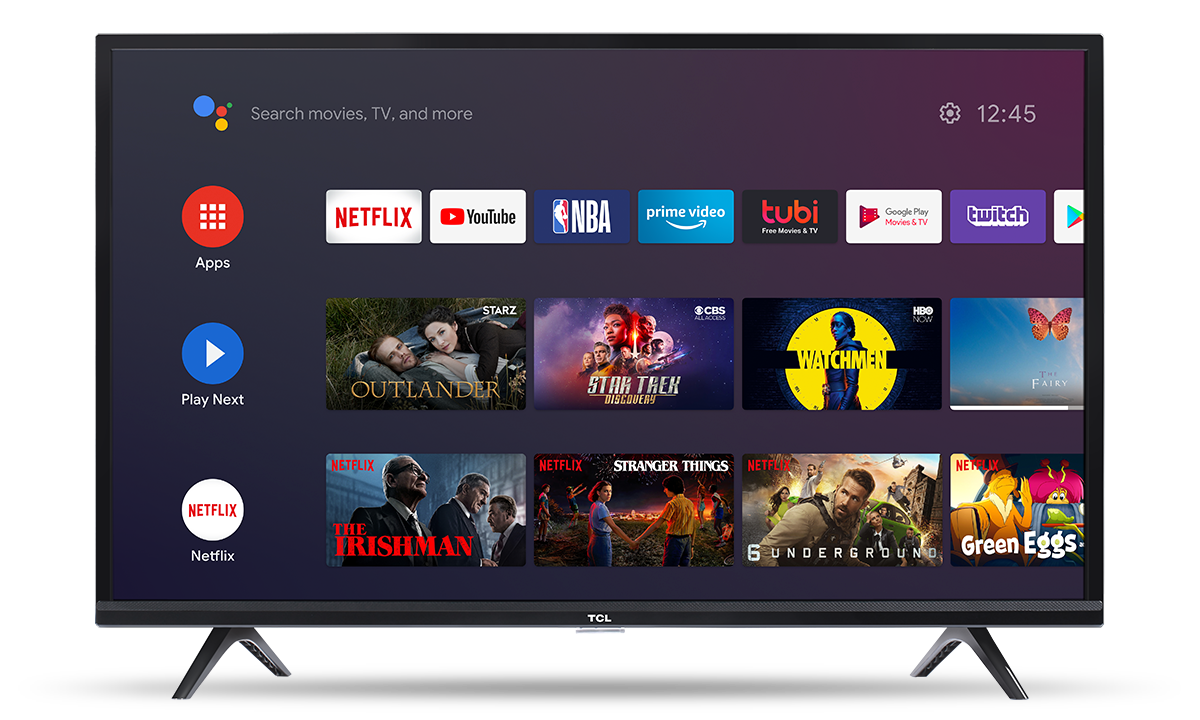 Search movies, TV, and more
12:45
Apps
NETFLIX
YouTube
NBA
prime video
tubi
Free Movies & TV
Google Play
Movies & TV
twitch
Play Next
STARZ
OUTLANDER
CBS
ALL ACCESS
STAR TREK
DISCOVERY
HBO
NOW
WATCHMEN
THE
FAIRY
NETFLIX
Netflix
NETFLIX
THE
IRISHMAN
NETFLIX
STRANGER THINGS
NETFLIX
6 UNDERGROUND
NETFLIX
Green Eggs
TCL